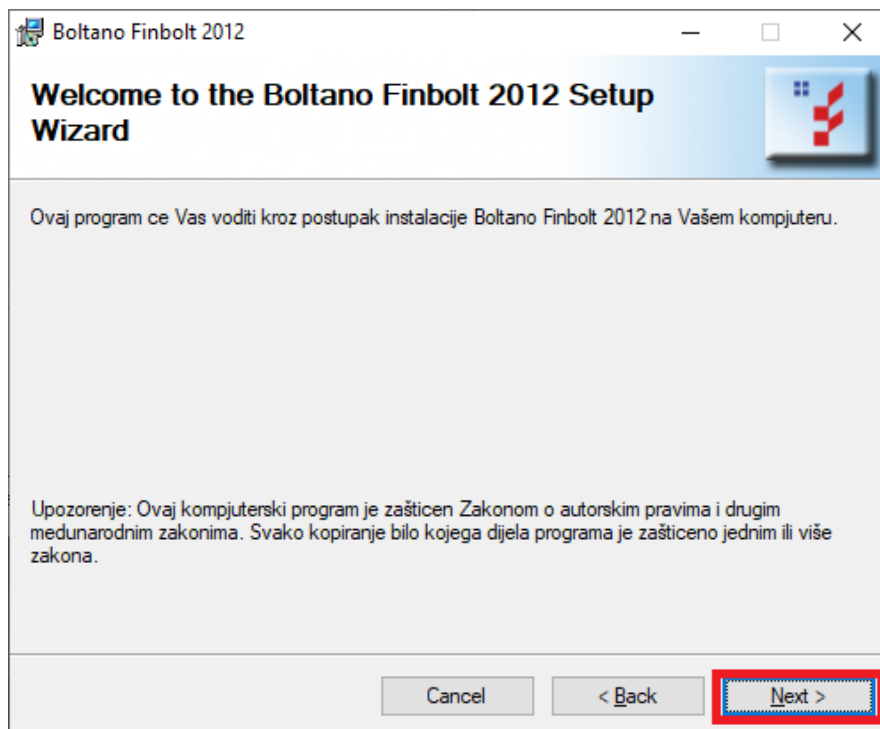 Boltano Finbolt 2012
Welcome to the Boltano Finbolt 2012 Setup
Wizard
Ovaj program ce Vas voditi kroz postupak instalacije Boltano Finbolt 2012 na Vašem kompjuteru.
Upozorenje: Ovaj kompjuterski program je zašticen Zakonom o autorskim pravima i drugim
medunarodnim zakonima. Svako kopiranje bilo kojega dijela programa je zašticeno jednim ili više
zakona.
Cancel
< Back
Next >